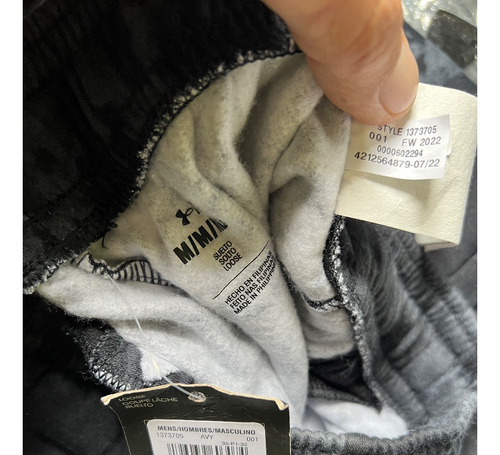 STYLE 1373705
001 FW 2022
0000602294
4212564879-07/22
M/M/
SUELTO
SOLTO
LOOSE
HECHO EN FILIPINAS
FEITO NAS FILIPINAS
MADE IN PHILIPPINES
LOOSE
COUPE LÂCHE
SUELTO
MENS/HOMBRES/MASCULINO
1373705 AVY 001